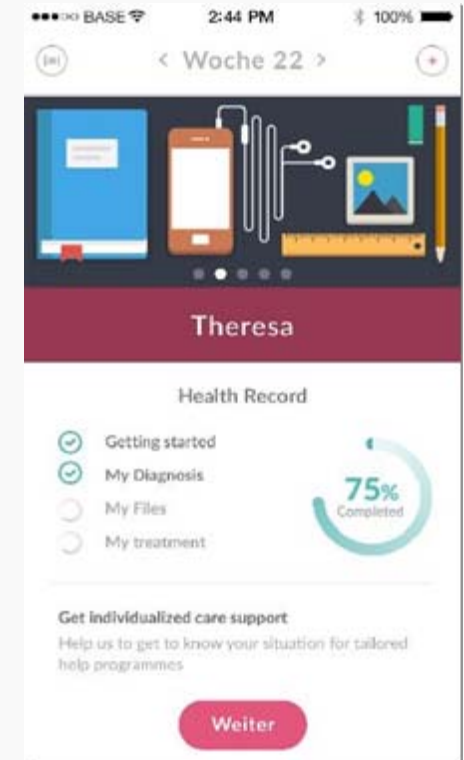 BASE 2:44 PM 100%
< Woche 22 >
Theresa
Health Record
Getting started
My Diagnosis
My Files
My treatment
75%
Completed
Get individualized care support
Help us to get to know your situation for tailored
help programmes
Weiter